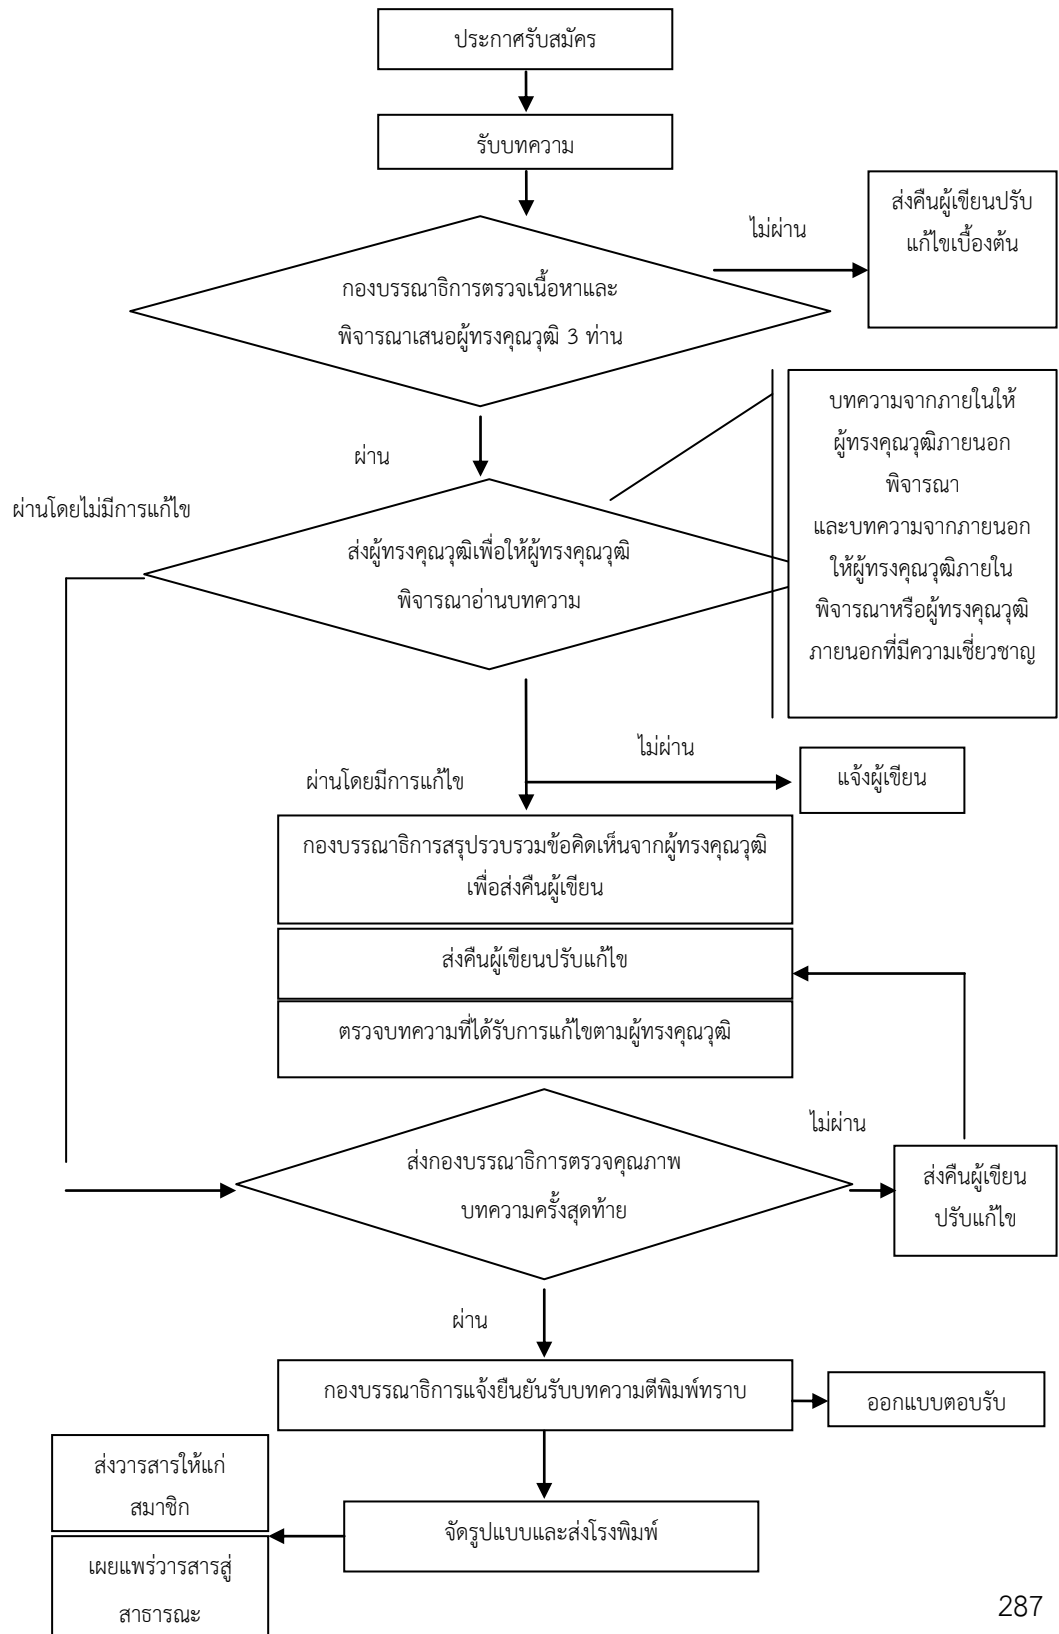 ประกาศรับสมัคร
รับบทความ
ไม่ผ่าน
ส่งคืนผู้เขียนปรับ
แก้ไขเบื้องต้น
กองบรรณาธิการตรวจเนื้อหาและ
พิจารณาเสนอผู้ทรงคุณวุฒิ 3 ท่าน
ผ่าน
บทความจากภายในให้
ผู้ทรงคุณวุฒิภายนอก
พิจารณา
และบทความจากภายนอก
ให้ผู้ทรงคุณวุฒิภายใน
พิจารณาหรือผู้ทรงคุณวุฒิ
ภายนอกที่มีความเชี่ยวชาญ
ผ่านโดยไม่มีการแก้ไข
ส่งผู้ทรงคุณวุฒิเพื่อให้ผู้ทรงคุณวุฒิ
พิจารณาอ่านบทความ
ไม่ผ่าน
แจ้งผู้เขียน
ผ่านโดยมีการแก้ไข
กองบรรณาธิการสรุปรวบรวมข้อคิดเห็นจากผู้ทรงคุณวุฒิ
เพื่อส่งคืนผู้เขียน
ส่งคืนผู้เขียนปรับแก้ไข
ตรวจบทความที่ได้รับการแก้ไขตามผู้ทรงคุณวุฒิ
ไม่ผ่าน
ส่งกองบรรณาธิการตรวจคุณภาพ
บทความครั้งสุดท้าย
ส่งคืนผู้เขียน
ปรับแก้ไข
ผ่าน
กองบรรณาธิการแจ้งยืนยันรับบทความตีพิมพ์ทราบ
ออกแบบตอบรับ
ส่งวารสารให้แก่
สมาชิก
จัดรูปแบบและส่งโรงพิมพ์
เผยแพร่วารสารสู่
สาธารณะ
287